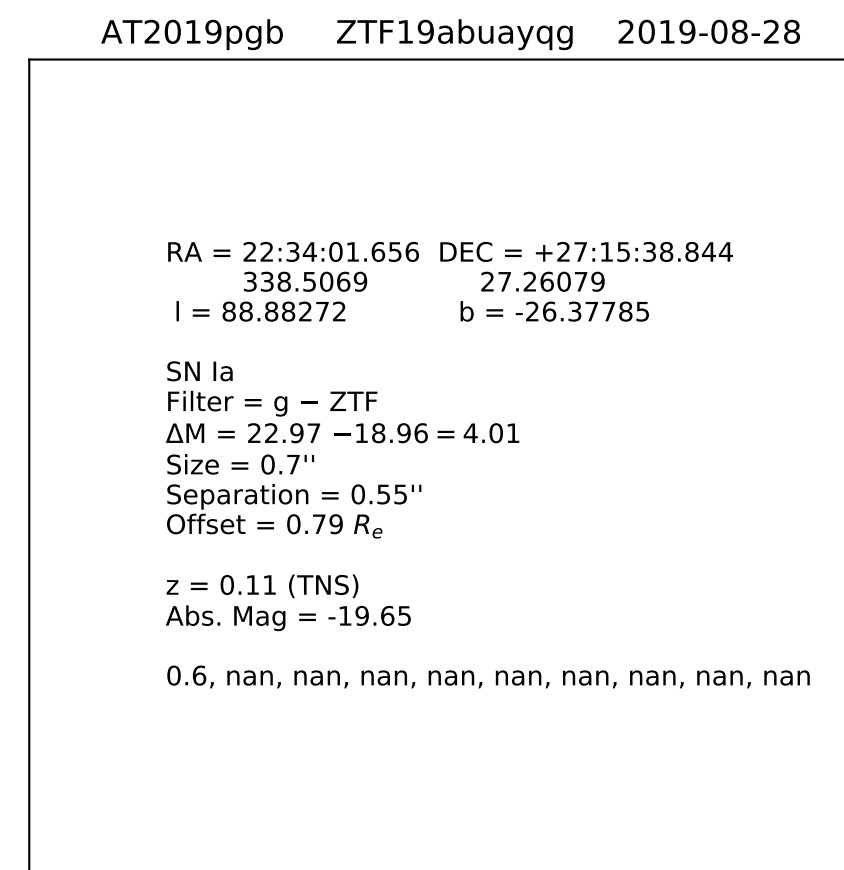 AT2019pgb ZTF19abuayqg 2019-08-28
RA = 22:34:01.656 DEC = +27:15:38.844
338.5069 27.26079
l = 88.88272 b = -26.37785
SN Ia
Filter = g − ZTF
ΔM = 22.97 −18.96 = 4.01
Size = 0.7''
Separation = 0.55''
Offset = 0.79 Rₑ
z = 0.11 (TNS)
Abs. Mag = -19.65
0.6, nan, nan, nan, nan, nan, nan, nan, nan, nan